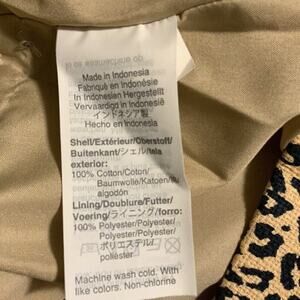 Made in Indonesia
Fabriqué en Indonésie
In Indonesien Hergestellt
Vervaardigd in Indonesië
インドネシア製
Hecho en Indonesia
Shell/Extérieur/Oberstoff/
Buitenkant/シェル/tela
exterior:
100% Cotton/Coton/
Baumwolle/Katoen/
algodón
Lining/Doublure/Futter/
Voering/ライニング/forro:
100% Polyester/Polyester/
Polyester/Polyester/
ポリエステル/
poliéster
Machine wash cold. With
like colors. Non-chlorine